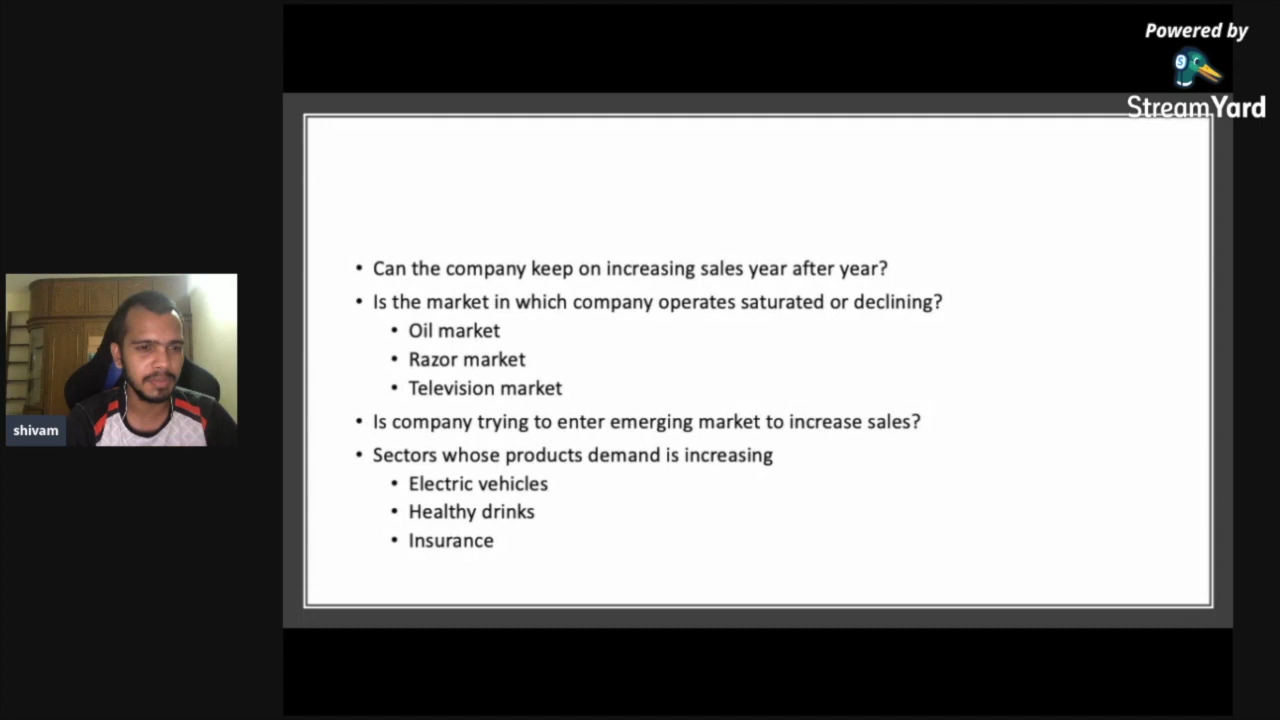 Powered by
StreamYard
• Can the company keep on increasing sales year after year?
• Is the market in which company operates saturated or declining?
• Oil market
• Razor market
• Television market
• Is company trying to enter emerging market to increase sales?
• Sectors whose products demand is increasing
• Electric vehicles
• Healthy drinks
• Insurance
shivam